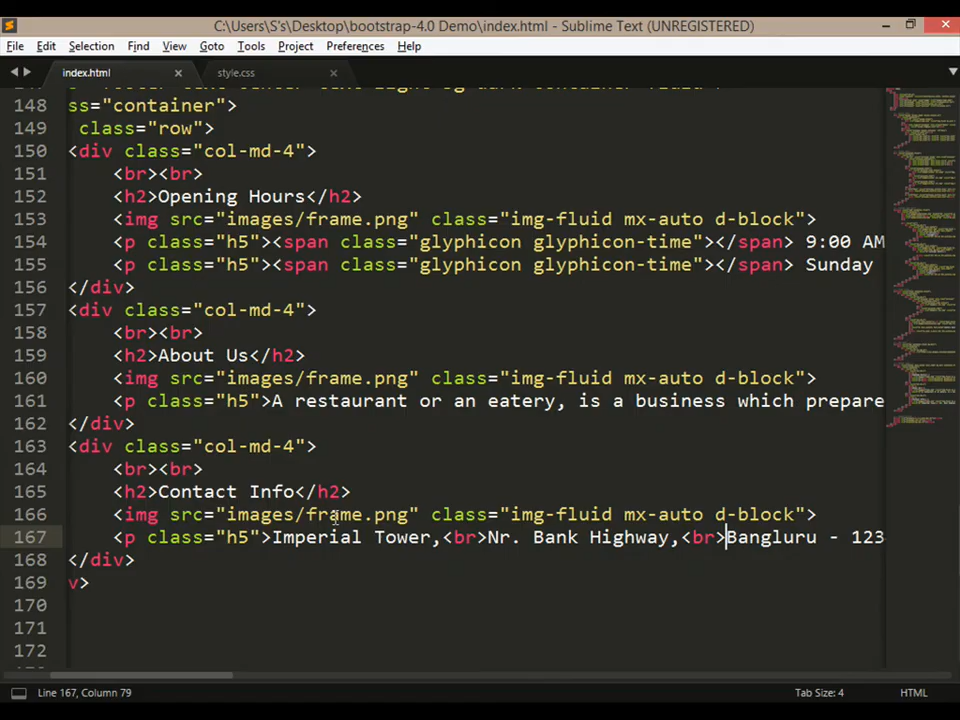 C:\Users\S's\Desktop\bootstrap-4.0 Demo\index.html - Sublime Text (UNREGISTERED)
File Edit Selection Find View Goto Tools Project Preferences Help
index.html style.css
148 ss="container">
149 class="row">
150 <div class="col-md-4">
151 <br><br>
152 <h2>Opening Hours</h2>
153 <img src="images/frame.png" class="img-fluid mx-auto d-block">
154 <p class="h5"><span class="glyphicon glyphicon-time"></span> 9:00 AM
155 <p class="h5"><span class="glyphicon glyphicon-time"></span> Sunday
156 </div>
157 <div class="col-md-4">
158 <br><br>
159 <h2>About Us</h2>
160 <img src="images/frame.png" class="img-fluid mx-auto d-block">
161 <p class="h5">A restaurant or an eatery, is a business which prepare
162 </div>
163 <div class="col-md-4">
164 <br><br>
165 <h2>Contact Info</h2>
166 <img src="images/frame.png" class="img-fluid mx-auto d-block">
167 <p class="h5">Imperial Tower,<br>Nr. Bank Highway,<br>Bangluru - 123
168 </div>
169 v>
170
171
172
Line 167, Column 79 Tab Size: 4 HTML